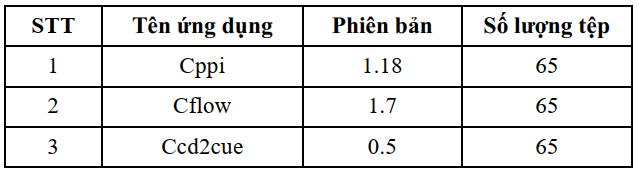 STT Tên ứng dụng Phiên bản Số lượng tệp
1 Cppi 1.18 65
2 Cflow 1.7 65
3 Ccd2cue 0.5 65